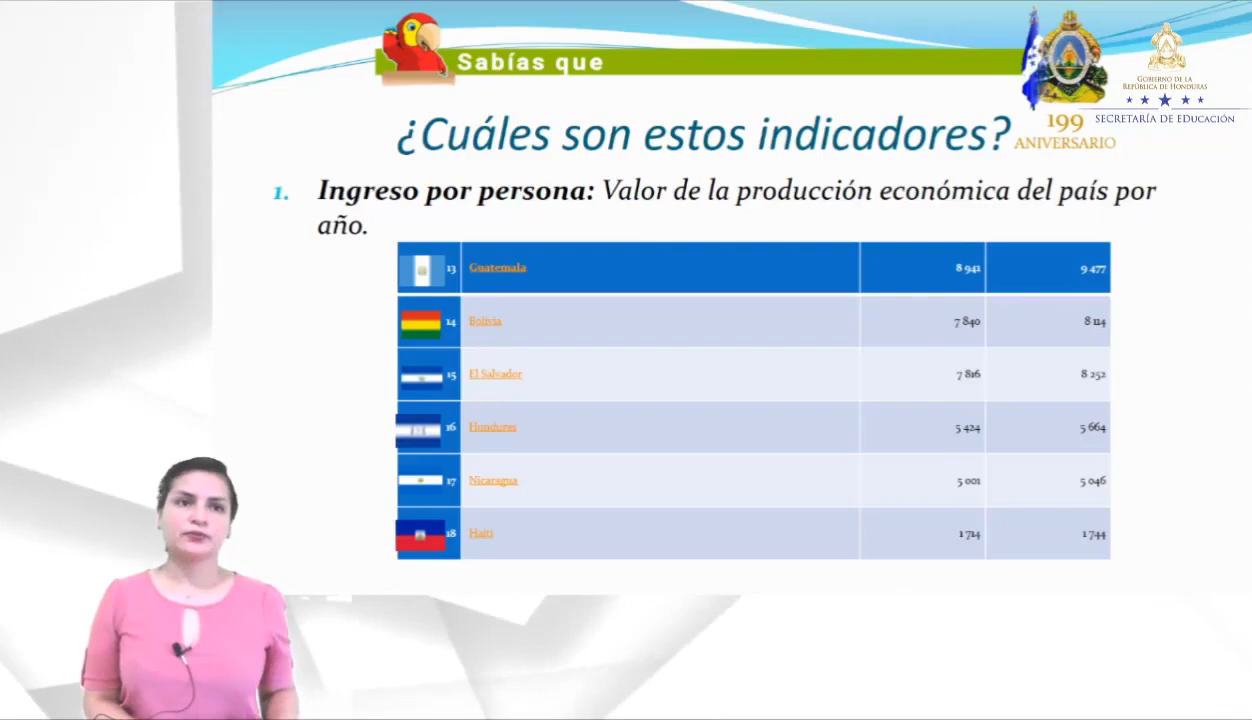 Sabías que
GOBIERNO DE LA
REPÚBLICA DE HONDURAS
SECRETARÍA DE EDUCACIÓN
199
ANIVERSARIO
¿Cuáles son estos indicadores?
1. Ingreso por persona: Valor de la producción económica del país por
año.
13 Guatemala 8 941 9 477
14 Bolivia 7 840 8 114
15 El Salvador 7 816 8 252
16 Honduras 5 424 5 664
17 Nicaragua 5 001 5 046
18 Haití 1 714 1 744